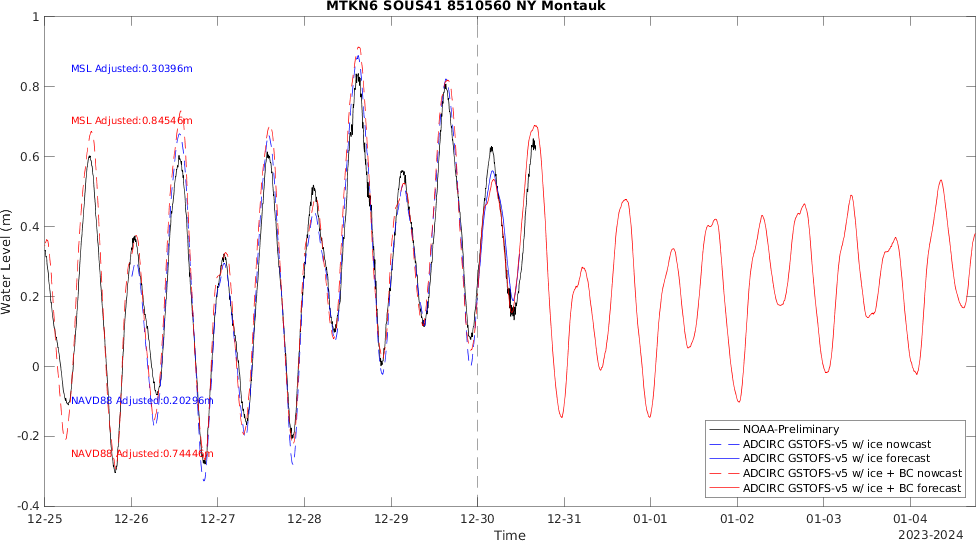 MTKN6 SOUS41 8510560 NY Montauk
1
0.8
0.6
0.4
0.2
0
-0.2
-0.4
Water Level (m)
MSL Adjusted:0.30396m
MSL Adjusted:0.84546m
NAVD88 Adjusted:0.20296m
NAVD88 Adjusted:0.74446m
NOAA-Preliminary
ADCIRC GSTOFS-v5 w/ ice nowcast
ADCIRC GSTOFS-v5 w/ ice forecast
ADCIRC GSTOFS-v5 w/ ice + BC nowcast
ADCIRC GSTOFS-v5 w/ ice + BC forecast
12-25 12-26 12-27 12-28 12-29 12-30 12-31 01-01 01-02 01-03 01-04
Time
2023-2024